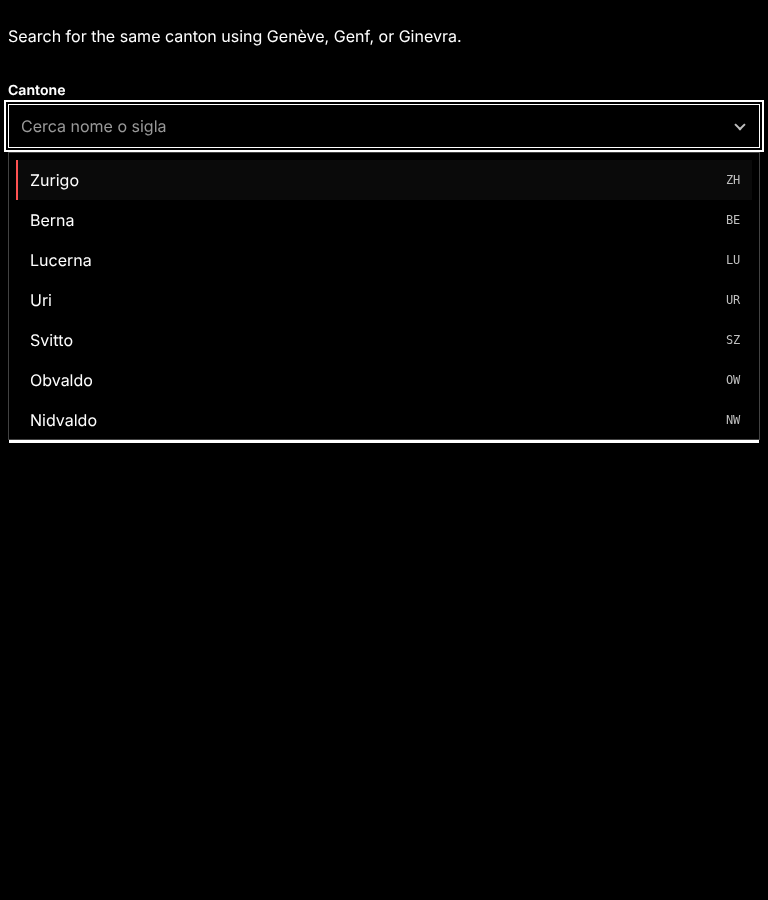 Search for the same canton using Genève, Genf, or Ginevra.
Cantone
Cerca nome o sigla
Zurigo ZH
Berna BE
Lucerna LU
Uri UR
Svitto SZ
Obvaldo OW
Nidvaldo NW